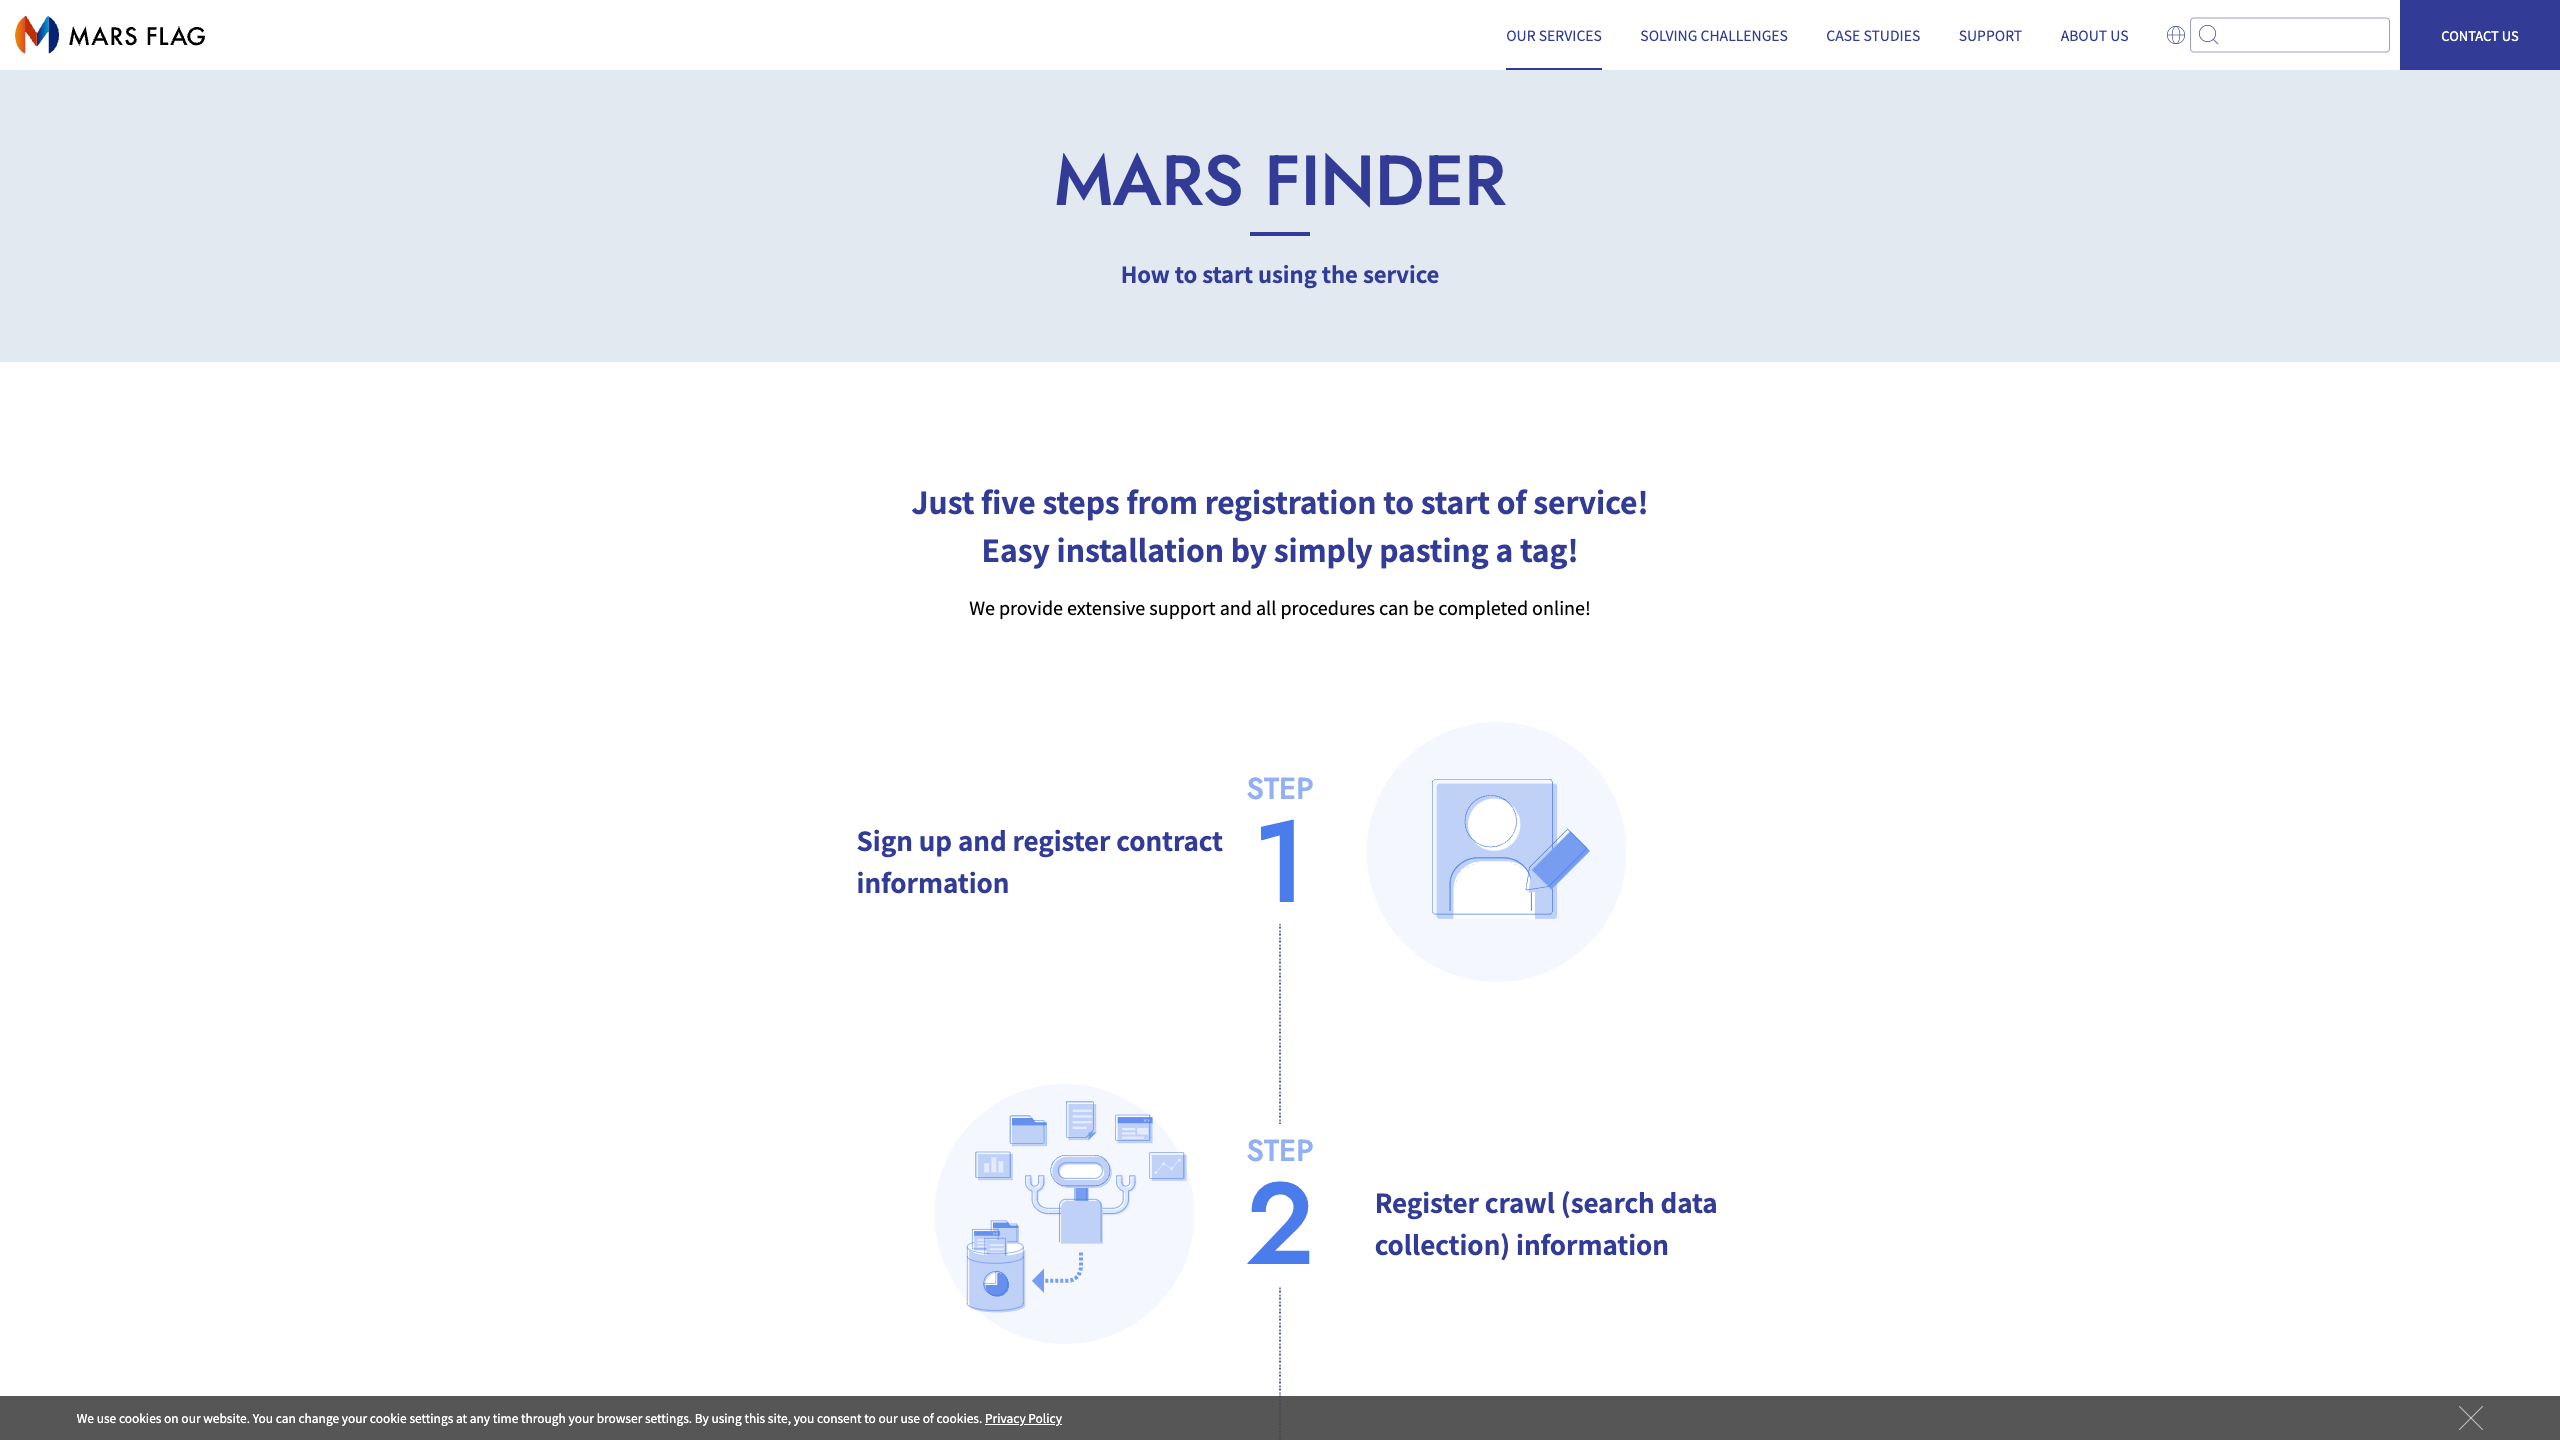 MARS FLAG
OUR SERVICES
SOLVING CHALLENGES
CASE STUDIES
SUPPORT
ABOUT US
CONTACT US
MARS FINDER
How to start using the service
Just five steps from registration to start of service!
Easy installation by simply pasting a tag!
We provide extensive support and all procedures can be completed online!
STEP
1
Sign up and register contract
information
STEP
2
Register crawl (search data
collection) information
We use cookies on our website. You can change your cookie settings at any time through your browser settings. By using this site, you consent to our use of cookies. Privacy Policy